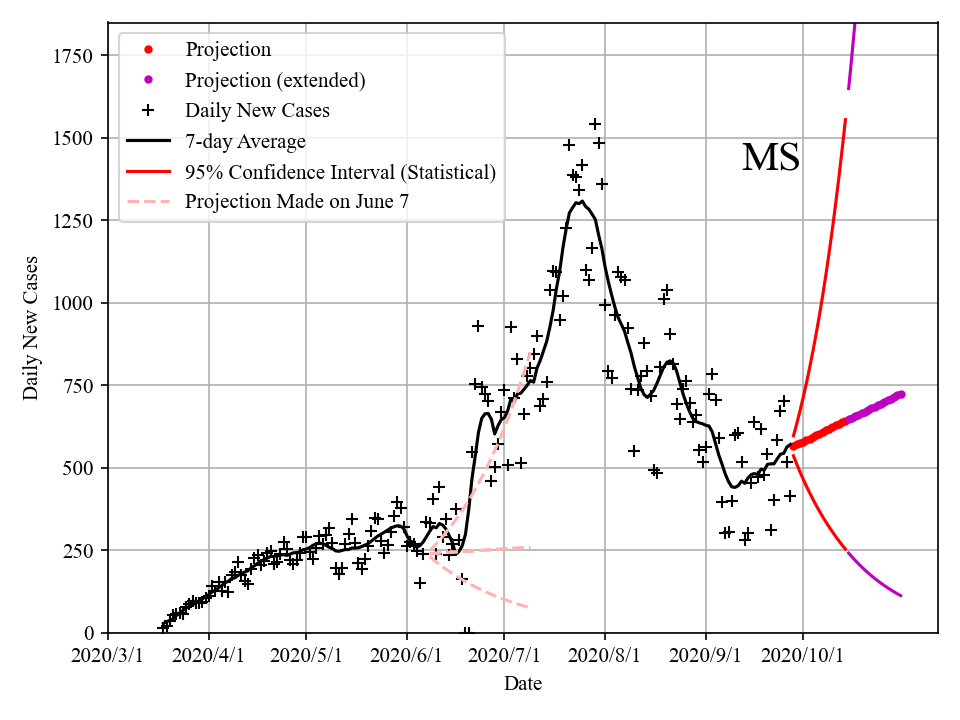 1750
1500
1250
1000
750
500
250
0
Daily New Cases
Projection
Projection (extended)
Daily New Cases
7-day Average
95% Confidence Interval (Statistical)
Projection Made on June 7
MS
2020/3/1 2020/4/1 2020/5/1 2020/6/1 2020/7/1 2020/8/1 2020/9/1 2020/10/1
Date